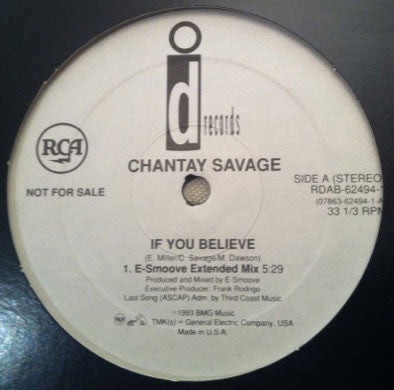 id records
RCA
CHANTAY SAVAGE
NOT FOR SALE
SIDE A (STEREO
RDAB-62494-1
(07863-62494-1-A
33 1/3 RPM
IF YOU BELIEVE
(E. Miller/C. Savage/M. Dawson)
1. E-Smoove Extended Mix 5:29
Produced and Mixed by E-Smoove
Executive Producer: Frank Rodrigo
Last Song (ASCAP) Adm. by Third Coast Music
1993 BMG Music
RCA TMK(s) ® General Electric Company, USA
Made in U.S.A.